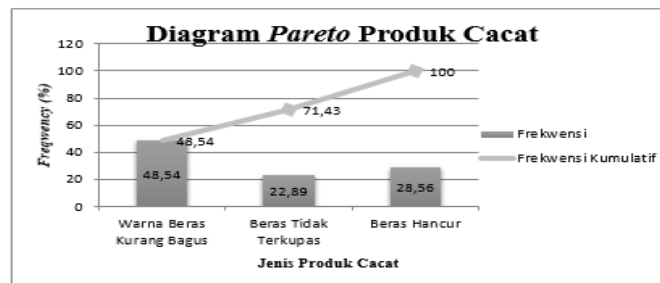 Diagram Pareto Produk Cacat
120
100
80
60
40
20
0
Freqwency (%)
48,54
71,43
100
48,54
22,89
28,56
Frekwensi
Frekwensi Kumulatif
Warna Beras
Kurang Bagus
Beras Tidak
Terkupas
Beras Hancur
Jenis Produk Cacat